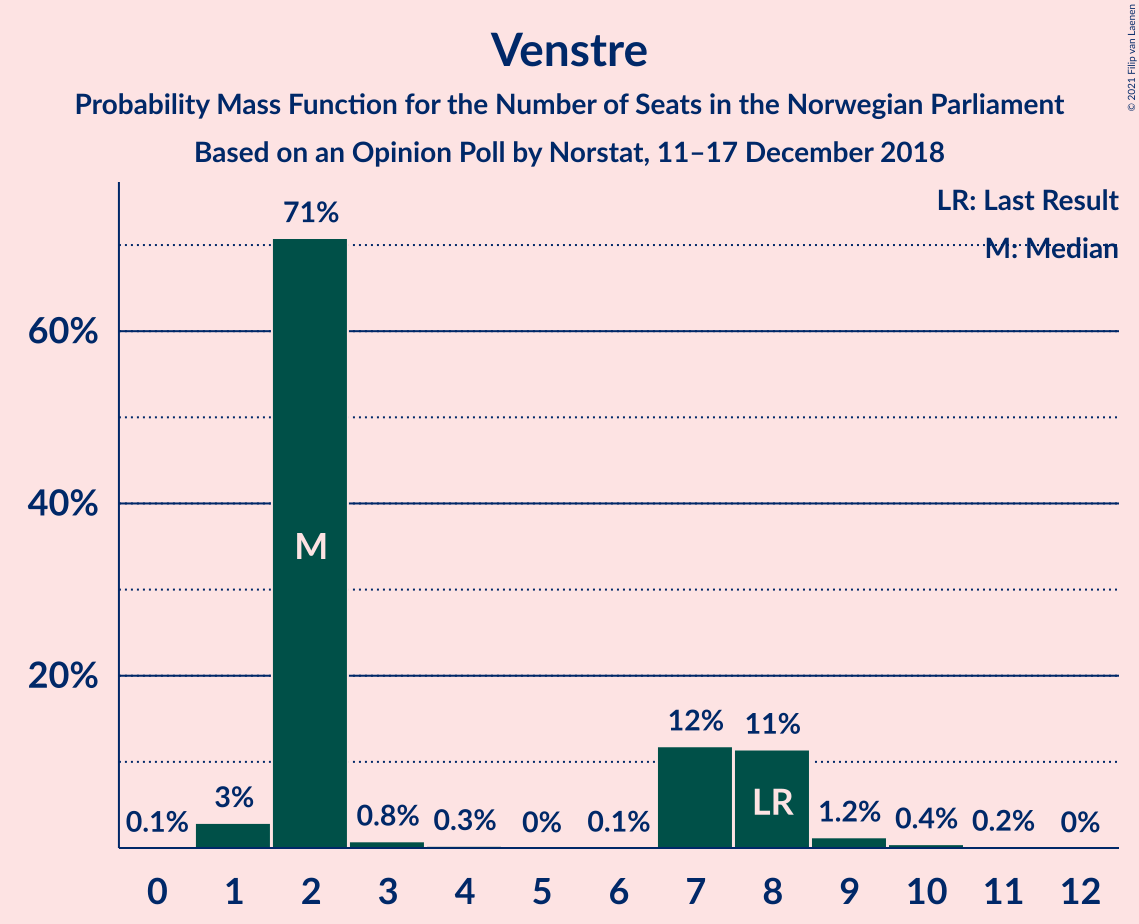 Venstre
Probability Mass Function for the Number of Seats in the Norwegian Parliament
Based on an Opinion Poll by Norstat, 11–17 December 2018
© 2021 Filip van Laenen
LR: Last Result
M: Median
60%
40%
20%
0.1%
3%
71%
0.8%
0.3%
0%
0.1%
12%
11%
1.2%
0.4%
0.2%
0%
M
LR
0 1 2 3 4 5 6 7 8 9 10 11 12